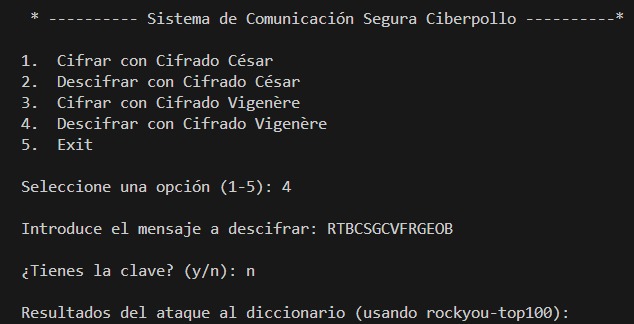 * ---------- Sistema de Comunicación Segura Ciberpollo ----------*
1. Cifrar con Cifrado César
2. Descifrar con Cifrado César
3. Cifrar con Cifrado Vigenère
4. Descifrar con Cifrado Vigenère
5. Exit
Seleccione una opción (1-5): 4
Introduce el mensaje a descifrar: RTBCSGCVFRGEOB
¿Tienes la clave? (y/n): n
Resultados del ataque al diccionario (usando rockyou-top100):